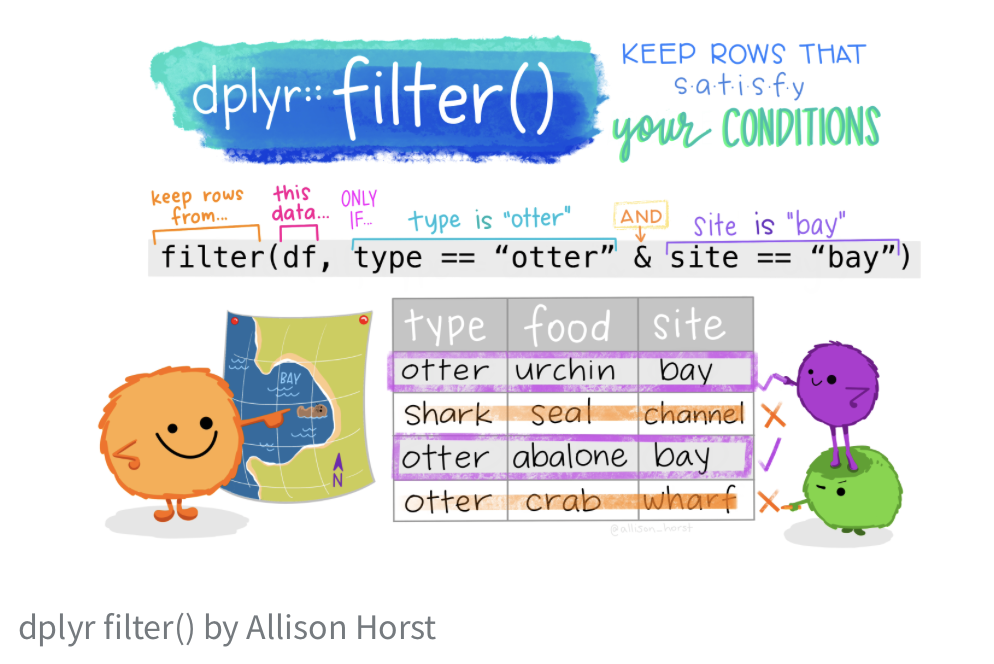 dplyr:: filter()
KEEP ROWS THAT
s·a·t·i·s·f·y
your CONDITIONS
keep rows
from...
this
data...
ONLY
IF...
type is "otter"
AND
site is "bay"
filter(df, type == “otter” & site == “bay”)
BAY
N
type food site
otter urchin bay
shark seal channel
otter abalone bay
otter crab wharf
@allison_horst
dplyr filter() by Allison Horst